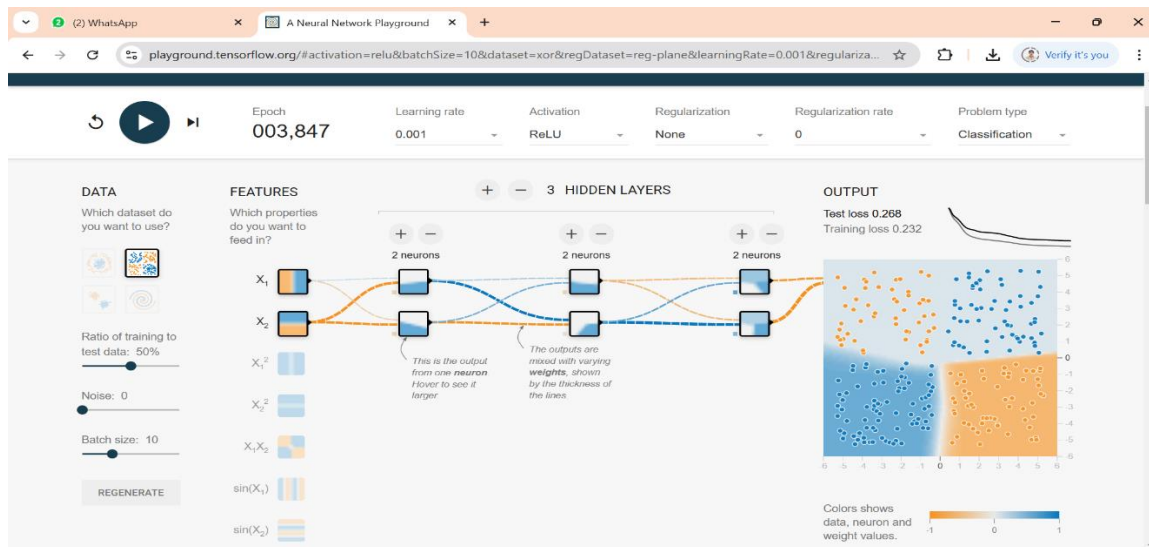 (2) WhatsApp
A Neural Network Playground
playground.tensorflow.org/#activation=relu&batchSize=10&dataset=xor&regDataset=reg-plane&learningRate=0.001&regulariza...
Verify it's you
Epoch
003,847
Learning rate
0.001
Activation
ReLU
Regularization
None
Regularization rate
0
Problem type
Classification
DATA
Which dataset do
you want to use?
Ratio of training to
test data: 50%
Noise: 0
Batch size: 10
REGENERATE
FEATURES
Which properties
do you want to
feed in?
X₁
X₂
X₁²
X₂²
X₁X₂
sin(X₁)
sin(X₂)
+ − 3 HIDDEN LAYERS
+ −
2 neurons
+ −
2 neurons
+ −
2 neurons
This is the output
from one neuron.
Hover to see it
larger
The outputs are
mixed with varying
weights, shown
by the thickness of
the lines
OUTPUT
Test loss 0.268
Training loss 0.232
6
5
4
3
2
1
0
-1
-2
-3
-4
-5
-6
-6 -5 -4 -3 -2 -1 0 1 2 3 4 5 6
Colors shows
data, neuron and
weight values.
-1 0 1